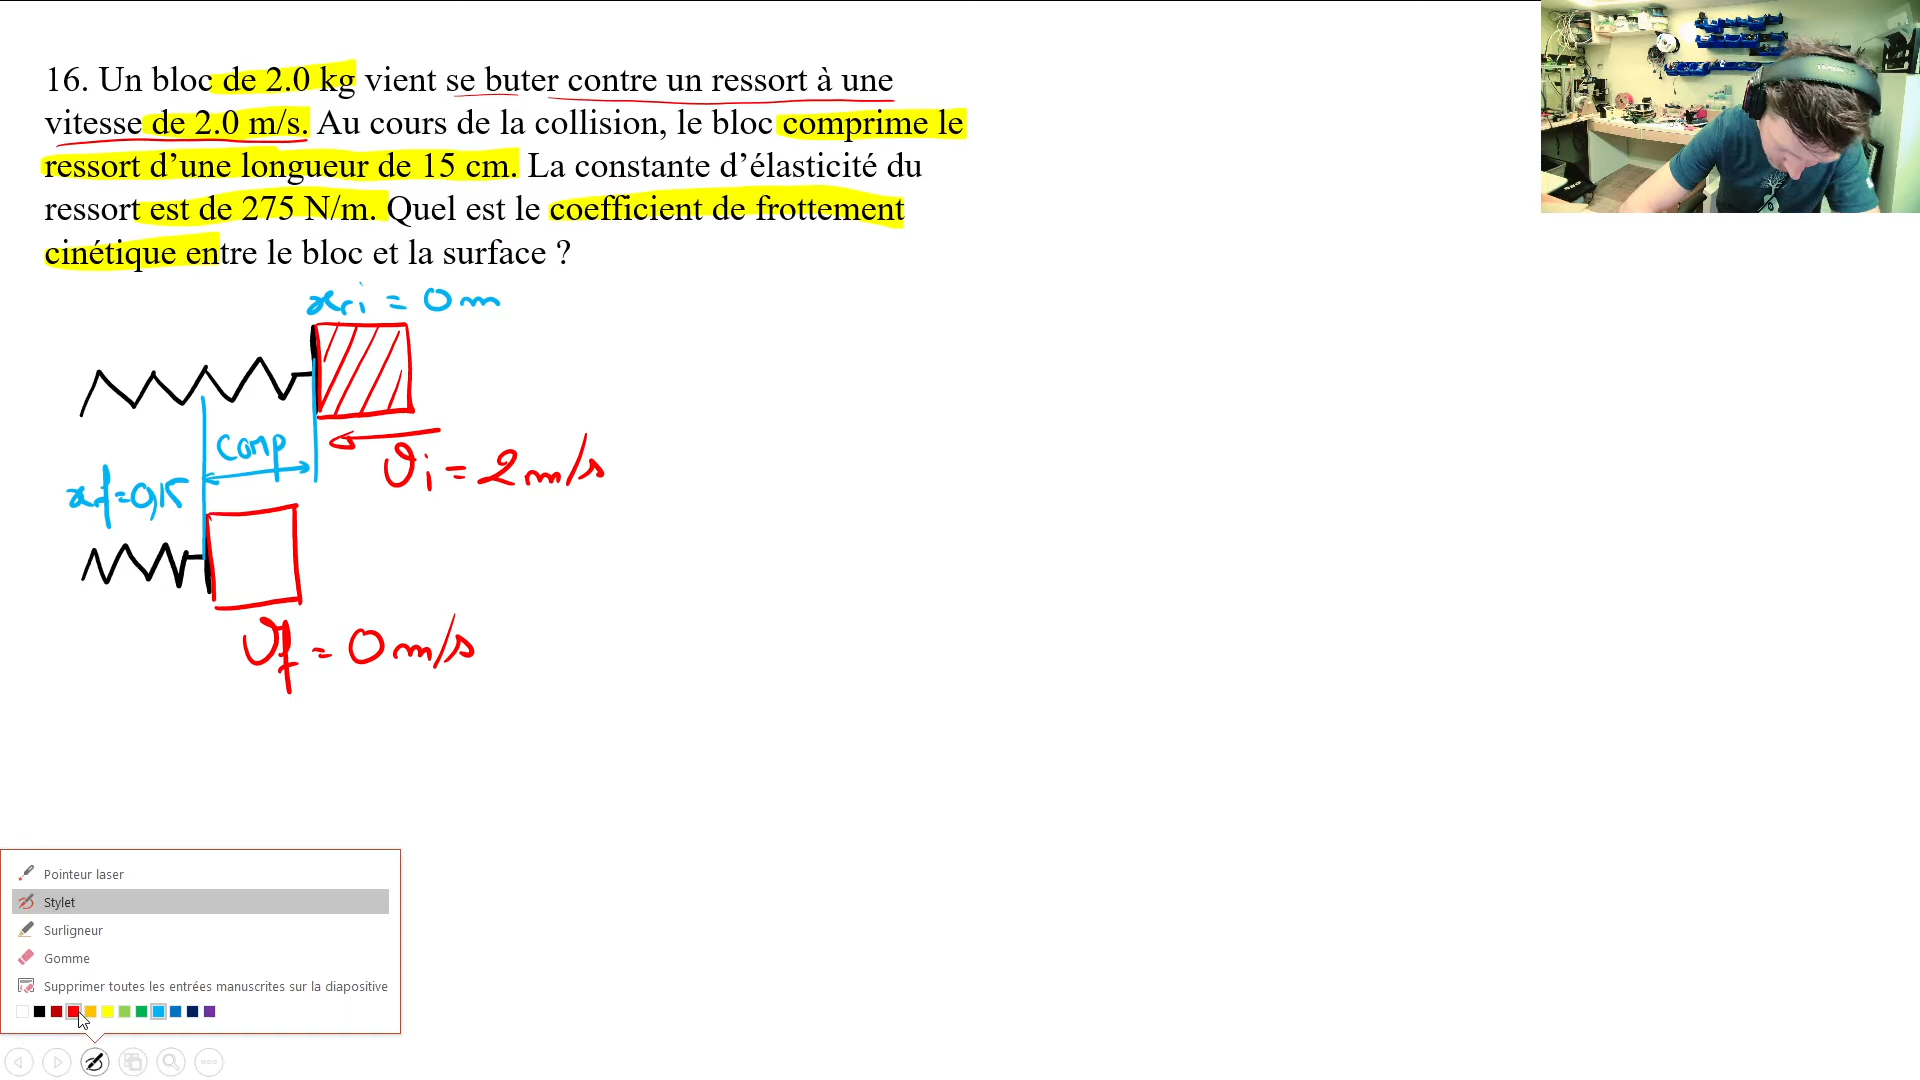 16. Un bloc de 2.0 kg vient se buter contre un ressort à une
vitesse de 2.0 m/s. Au cours de la collision, le bloc comprime le
ressort d’une longueur de 15 cm. La constante d’élasticité du
ressort est de 275 N/m. Quel est le coefficient de frottement
cinétique entre le bloc et la surface ?
xri = 0 m
comp
vi = 2 m/s
xf = 0,15
vf = 0 m/s
Pointeur laser
Stylet
Surligneur
Gomme
Supprimer toutes les entrées manuscrites sur la diapositive